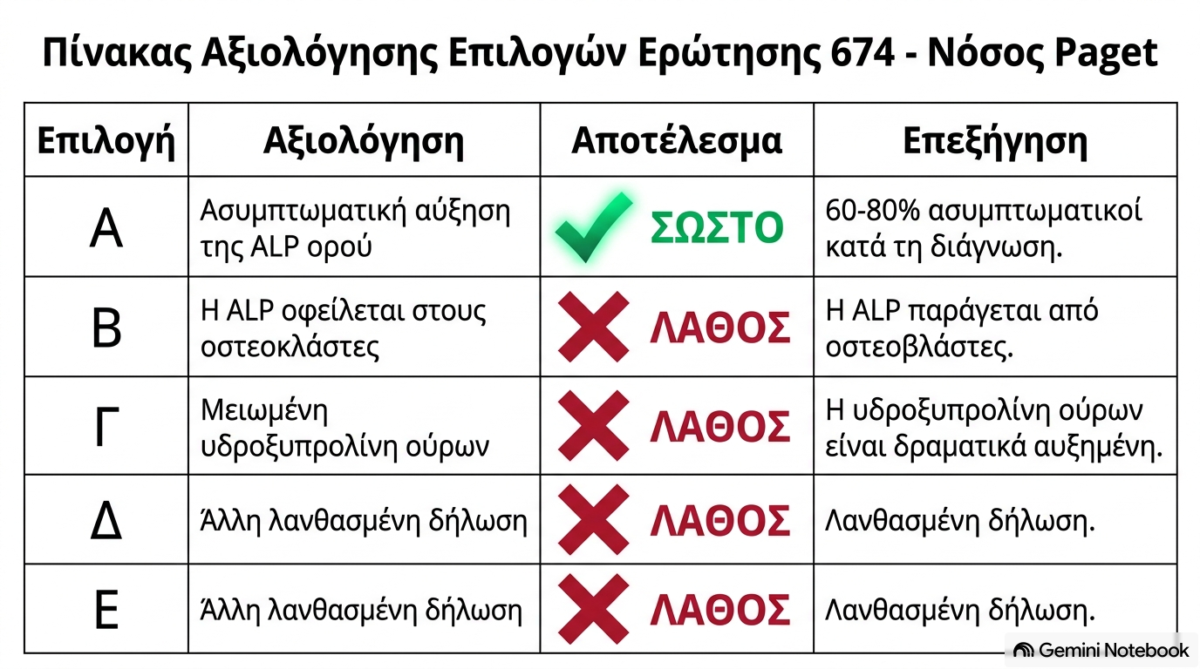 Πίνακας Αξιολόγησης Επιλογών Ερώτησης 674 - Νόσος Paget
Επιλογή Αξιολόγηση Αποτέλεσμα Επεξήγηση
Α Ασυμπτωματική αύξηση της ALP ορού ΣΩΣΤΟ 60-80% ασυμπτωματικοί κατά τη διάγνωση.
Β Η ALP οφείλεται στους οστεοκλάστες ΛΑΘΟΣ Η ALP παράγεται από οστεοβλάστες.
Γ Μειωμένη υδροξυπρολίνη ούρων ΛΑΘΟΣ Η υδροξυπρολίνη ούρων είναι δραματικά αυξημένη.
Δ Άλλη λανθασμένη δήλωση ΛΑΘΟΣ Λανθασμένη δήλωση.
Ε Άλλη λανθασμένη δήλωση ΛΑΘΟΣ Λανθασμένη δήλωση.
Gemini Notebook